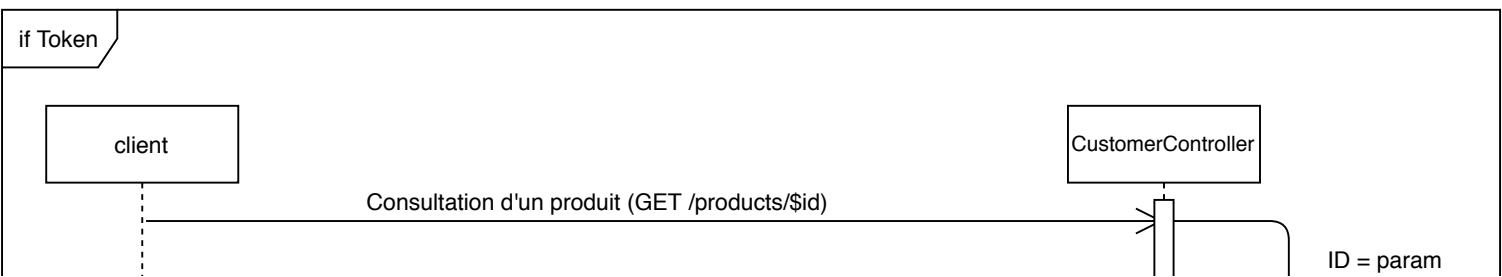 if Token
client
CustomerController
Consultation d'un produit (GET /products/$id)
ID = param